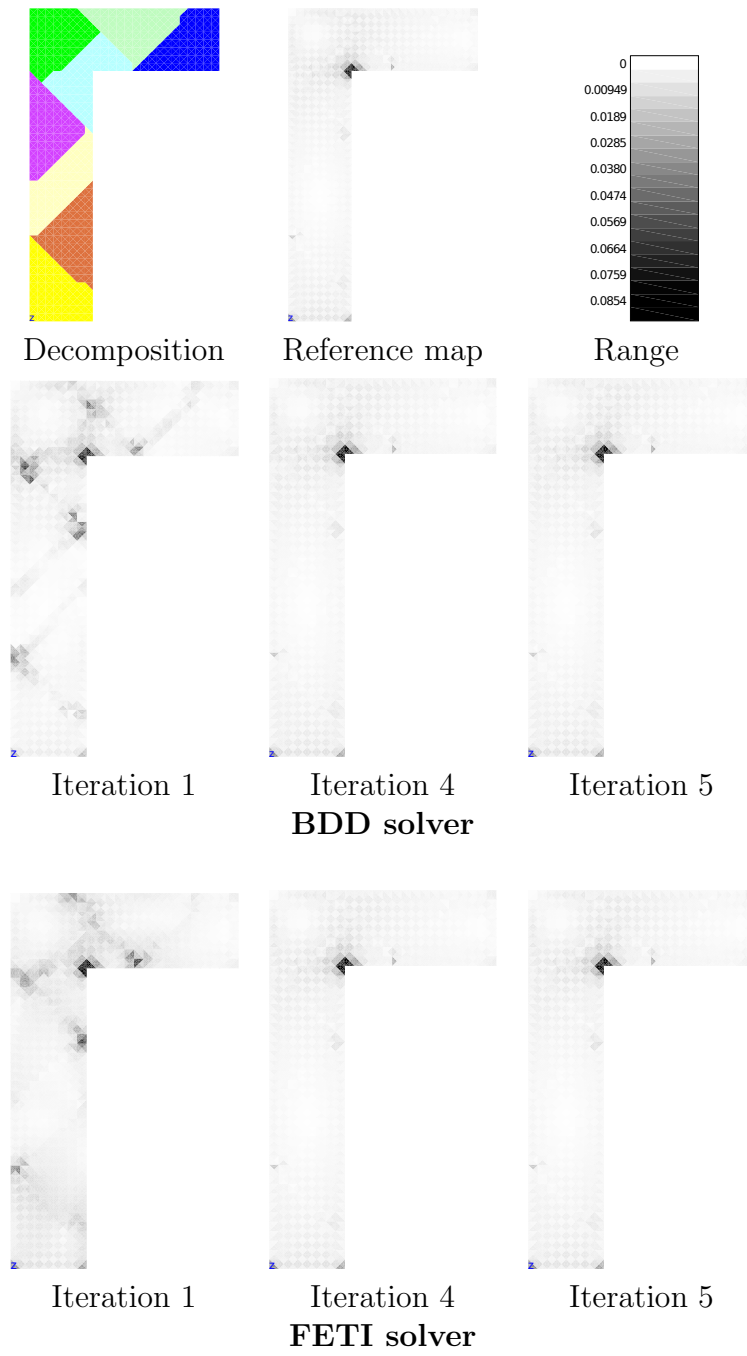 0
0.00949
0.0189
0.0285
0.0380
0.0474
0.0569
0.0664
0.0759
0.0854
z
z
Decomposition
Reference map
Range
z
z
z
Iteration 1
Iteration 4
Iteration 5
BDD solver
z
z
z
Iteration 1
Iteration 4
Iteration 5
FETI solver